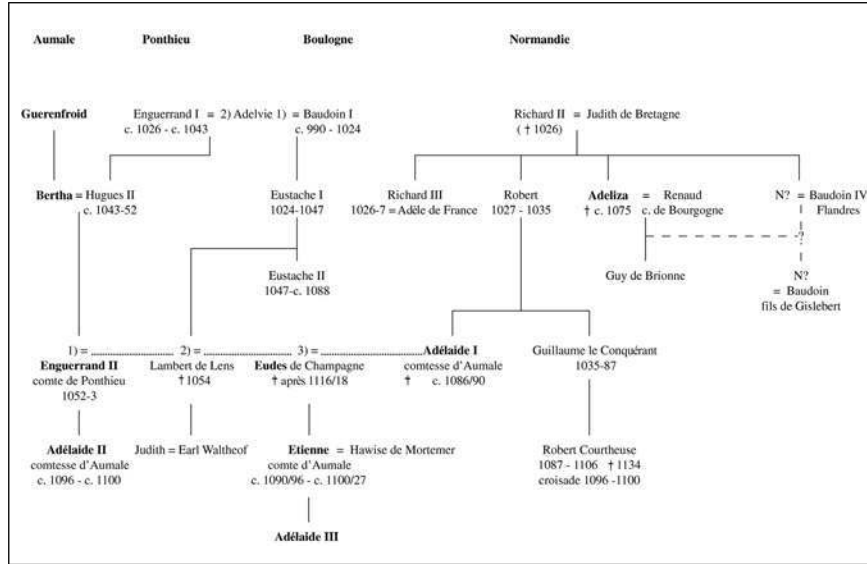 Aumale Ponthieu Boulogne Normandie
Guerenfroid Enguerrand I = 2) Adelvie 1) = Baudoin I Richard II = Judith de Bretagne
c. 1026 - c. 1043 c. 990 - 1024 ( † 1026)
Bertha = Hugues II Eustache I Richard III Robert Adeliza = Renaud N? = Baudoin IV
c. 1043-52 1024-1047 1026-7 = Adèle de France 1027 - 1035 † c. 1075 c. de Bourgogne Flandres
?
Eustache II Guy de Brionne N?
1047-c. 1088 = Baudoin
fils de Gislebert
1) = 2) = 3) = Adélaide I Guillaume le Conquérant
Enguerrand II Lambert de Lens Eudes de Champagne comtesse d'Aumale 1035-87
comte de Ponthieu † 1054 † après 1116/18 † c. 1086/90
1052-3
Adélaide II Judith = Earl Waltheof Etienne = Hawise de Mortemer Robert Courtheuse
comtesse d'Aumale comte d'Aumale 1087 - 1106 † 1134
c. 1096 - c. 1100 c. 1090/96 - c. 1100/27 croisade 1096 -1100
Adélaide III